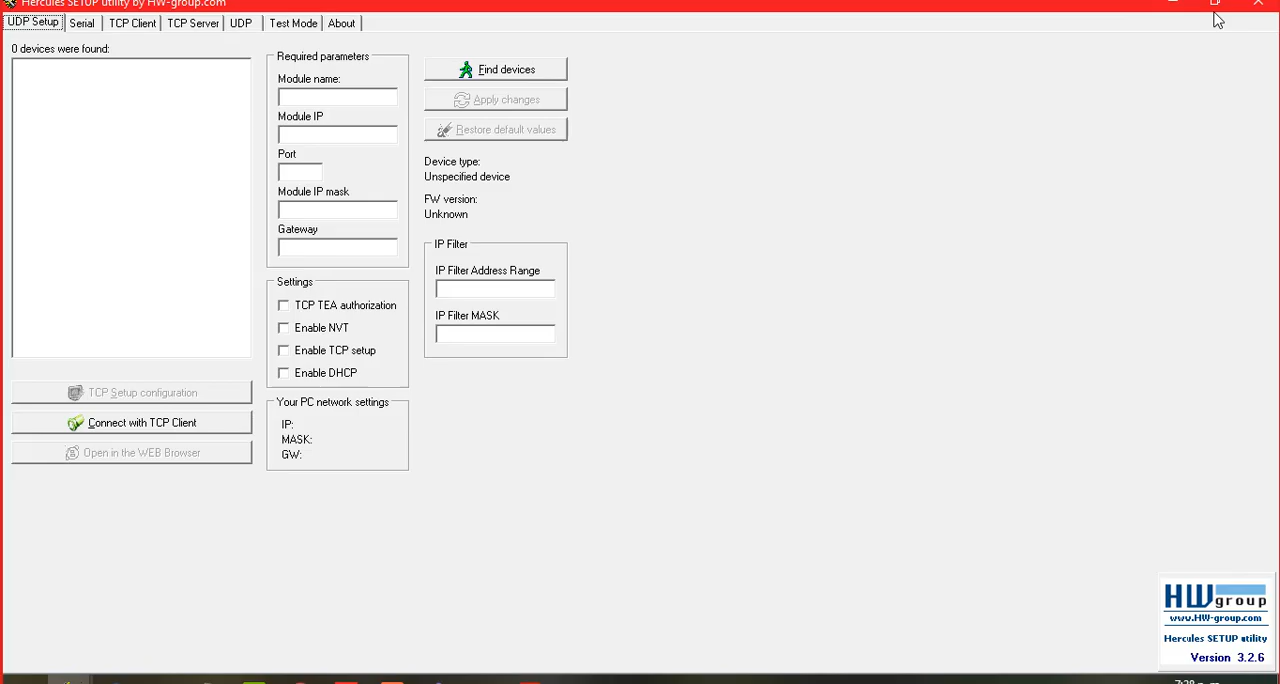 Hercules SETUP utility by HW-group.com
UDP Setup
Serial
TCP Client
TCP Server
UDP
Test Mode
About
0 devices were found:
Required parameters
Module name:
Module IP
Port
Module IP mask
Gateway
Settings
TCP TEA authorization
Enable NVT
Enable TCP setup
Enable DHCP
Your PC network settings
IP:
MASK:
GW:
Find devices
Apply changes
Restore default values
Device type:
Unspecified device
FW version:
Unknown
IP Filter
IP Filter Address Range
IP Filter MASK
TCP Setup configuration
Connect with TCP Client
Open in the WEB Browser
HWgroup
www.HW-group.com
Hercules SETUP utility
Version 3.2.6